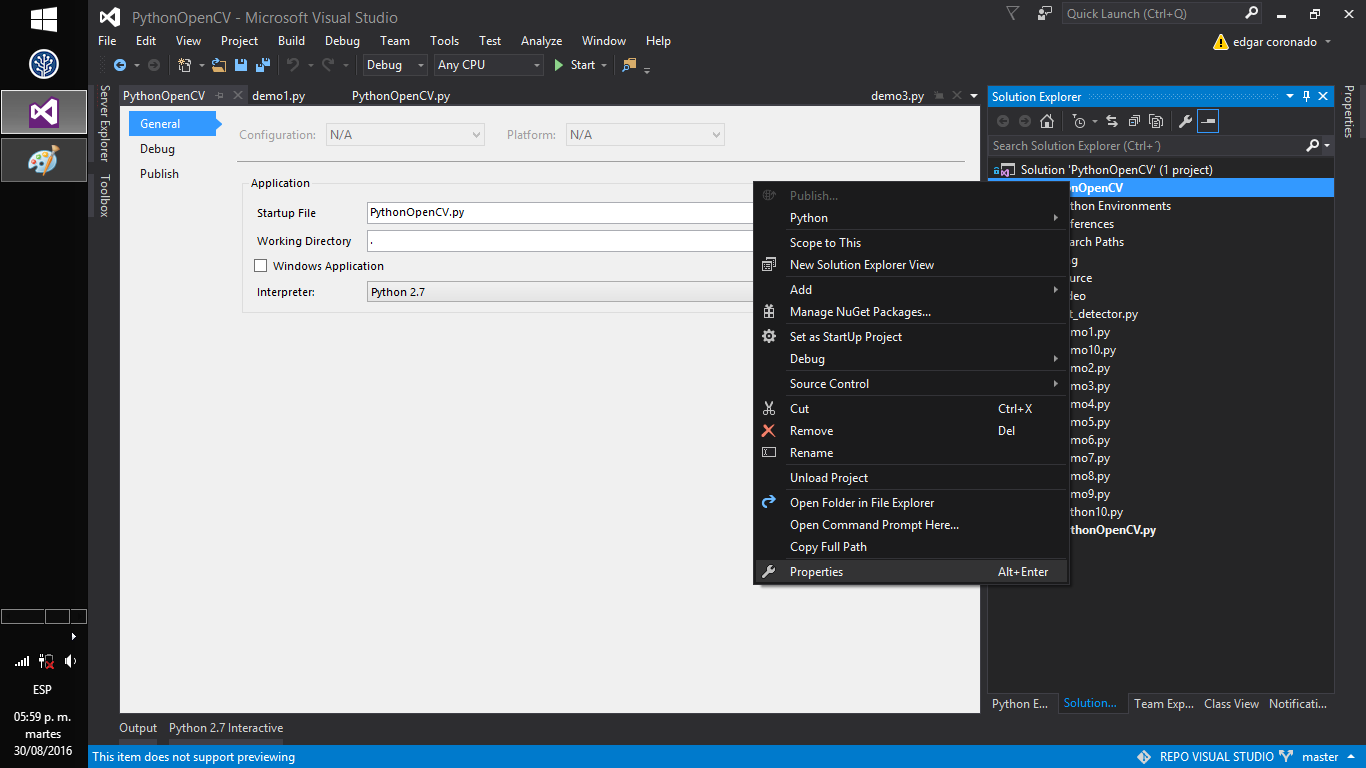 PythonOpenCV - Microsoft Visual Studio
Quick Launch (Ctrl+Q)
File Edit View Project Build Debug Team Tools Test Analyze Window Help
edgar coronado
Debug Any CPU Start
Server Explorer
Toolbox
PythonOpenCV demo1.py PythonOpenCV.py demo3.py
General
Debug
Publish
Configuration: N/A Platform: N/A
Application
Startup File PythonOpenCV.py
Working Directory .
Windows Application
Interpreter: Python 2.7
Publish...
Python
Scope to This
New Solution Explorer View
Add
Manage NuGet Packages...
Set as StartUp Project
Debug
Source Control
Cut Ctrl+X
Remove Del
Rename
Unload Project
Open Folder in File Explorer
Open Command Prompt Here...
Copy Full Path
Properties Alt+Enter
Solution Explorer
Search Solution Explorer (Ctrl+´)
Solution 'PythonOpenCV' (1 project)
onOpenCV
thon Environments
ferences
arch Paths
g
urce
deo
t_detector.py
mo1.py
mo10.py
mo2.py
mo3.py
mo4.py
mo5.py
mo6.py
mo7.py
mo8.py
mo9.py
thon10.py
thonOpenCV.py
Properties
Python E... Solution... Team Exp... Class View Notificati...
Output Python 2.7 Interactive
This item does not support previewing
REPO VISUAL STUDIO master
ESP
05:59 p. m.
martes
30/08/2016